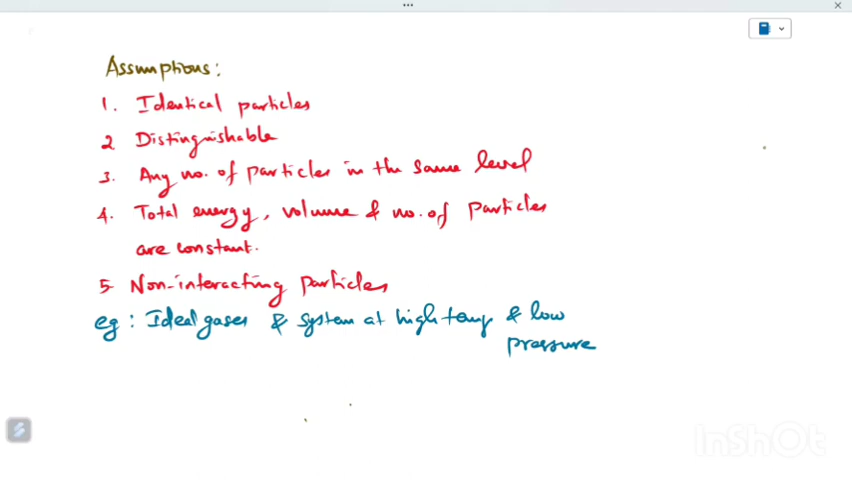 Assumptions:
1. Identical particles
2 Distinguishable
3. Any no. of particles in the same level
4. Total energy, volume & no. of particles
are constant.
5 Non-interacting particles
eg: Ideal gases & system at high temp & low
pressure
InShOt